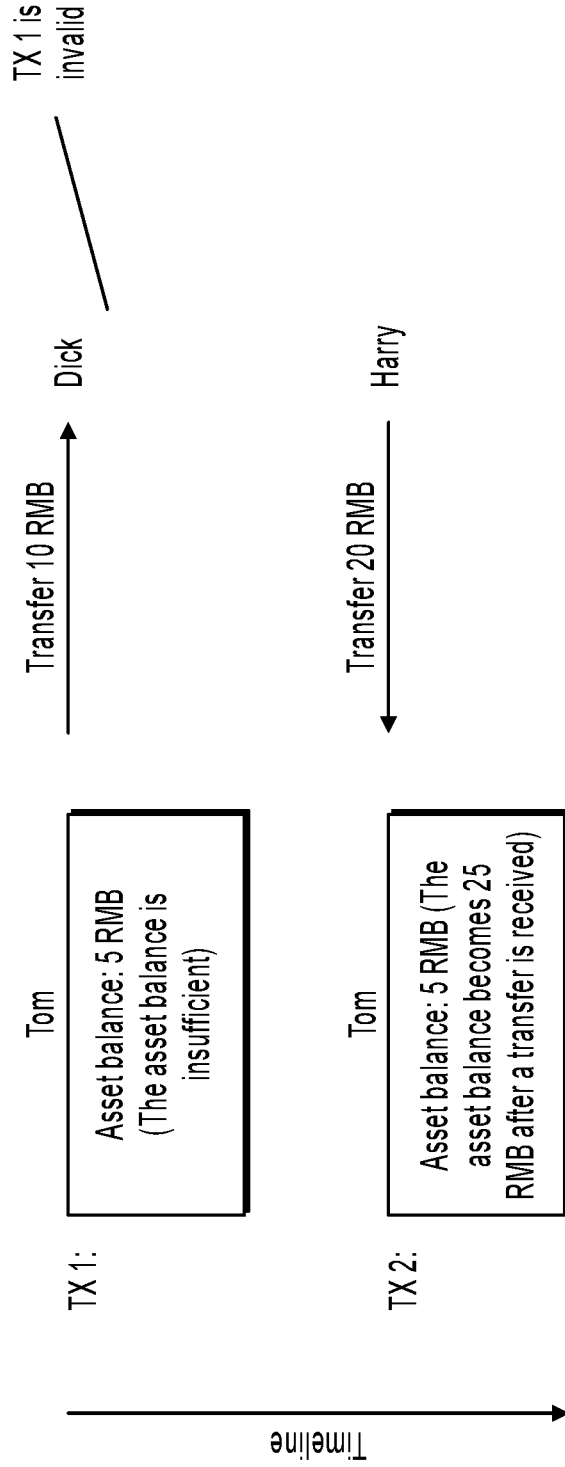 Timeline
TX 1:
Tom
Asset balance: 5 RMB
(The asset balance is
insufficient)
Transfer 10 RMB
Dick
TX 1 is
invalid
TX 2:
Tom
Asset balance: 5 RMB (The
asset balance becomes 25
RMB after a transfer is received)
Transfer 20 RMB
Harry